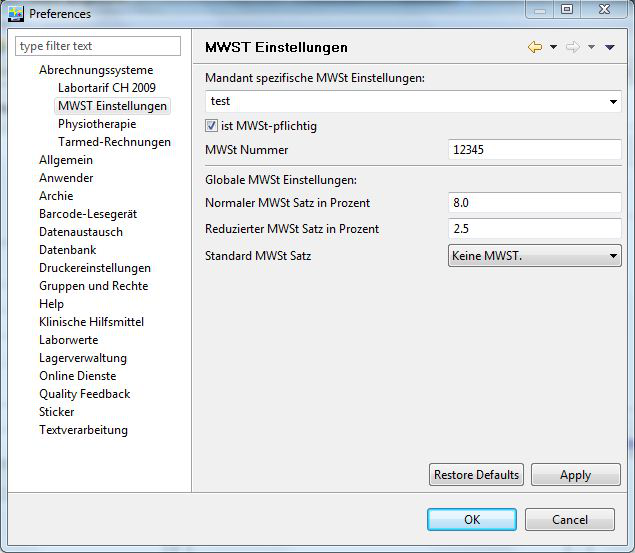 Preferences
type filter text
Abrechnungssysteme
Labortarif CH 2009
MWST Einstellungen
Physiotherapie
Tarmed-Rechnungen
Allgemein
Anwender
Archie
Barcode-Lesegerät
Datenaustausch
Datenbank
Druckereinstellungen
Gruppen und Rechte
Help
Klinische Hilfsmittel
Laborwerte
Lagerverwaltung
Online Dienste
Quality Feedback
Sticker
Textverarbeitung
MWST Einstellungen
Mandant spezifische MWSt Einstellungen:
test
ist MWSt-pflichtig
MWSt Nummer 12345
Globale MWSt Einstellungen:
Normaler MWSt Satz in Prozent 8.0
Reduzierter MWSt Satz in Prozent 2.5
Standard MWSt Satz Keine MWST.
Restore Defaults Apply
OK Cancel